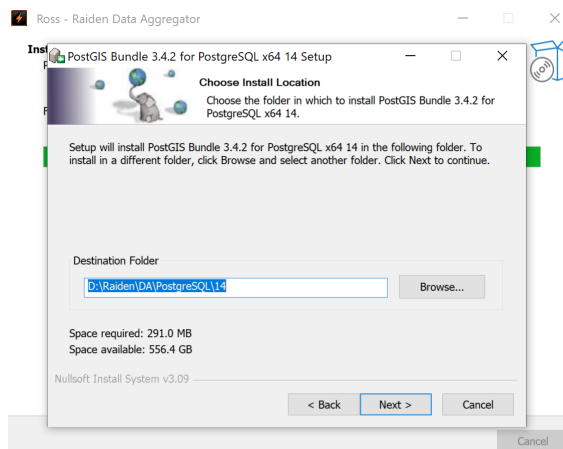 Ross - Raiden Data Aggregator
Inst
PostGIS Bundle 3.4.2 for PostgreSQL x64 14 Setup
Choose Install Location
Choose the folder in which to install PostGIS Bundle 3.4.2 for
PostgreSQL x64 14.
Setup will install PostGIS Bundle 3.4.2 for PostgreSQL x64 14 in the following folder. To
install in a different folder, click Browse and select another folder. Click Next to continue.
Destination Folder
D:\Raiden\DA\PostgreSQL\14
Browse...
Space required: 291.0 MB
Space available: 556.4 GB
Nullsoft Install System v3.09
< Back
Next >
Cancel
Cancel